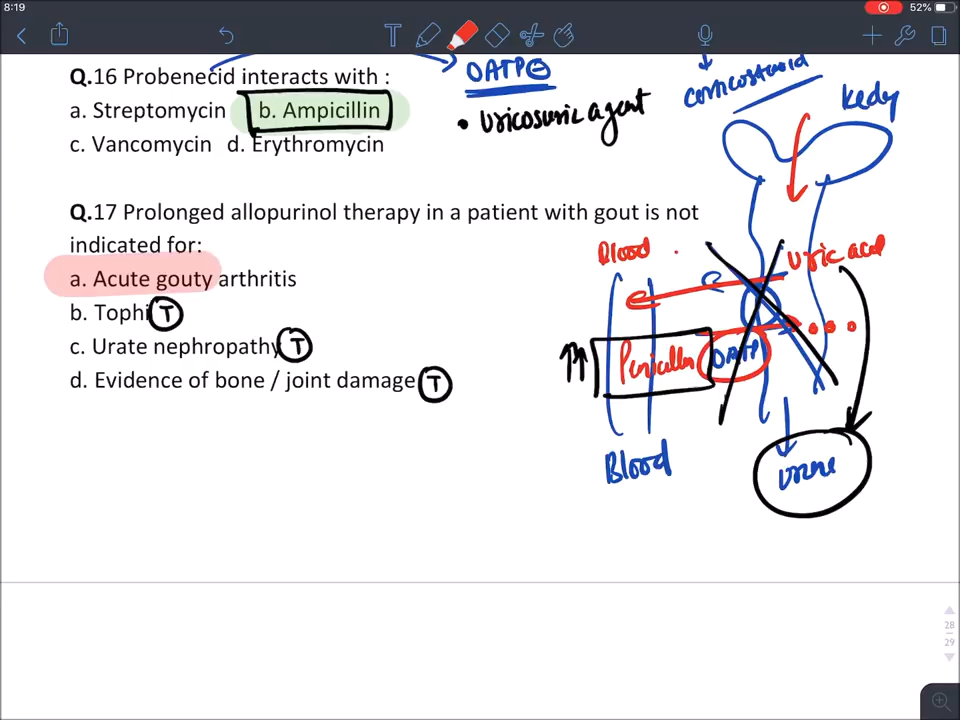 8:19
52%
T
Q.16 Probenecid interacts with :
a. Streptomycin b. Ampicillin
c. Vancomycin d. Erythromycin
OATP⊖
• Uricosuric agent
corticosteroid
Q.17 Prolonged allopurinol therapy in a patient with gout is not
indicated for:
a. Acute gouty arthritis
b. Tophi T
c. Urate nephropathy T
d. Evidence of bone / joint damage T
Blood
Uric acid
↑↑ Penicillin OATP
Blood
Urine
28
29